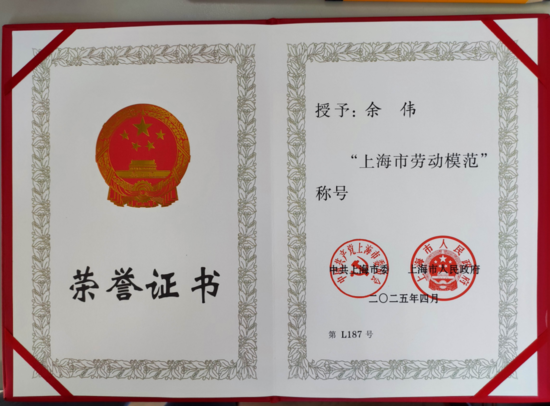 荣誉证书
授予：余 伟
“上海市劳动模范”
称号
中共上海市委 上海市人民政府
二〇二五年四月
第 L187 号